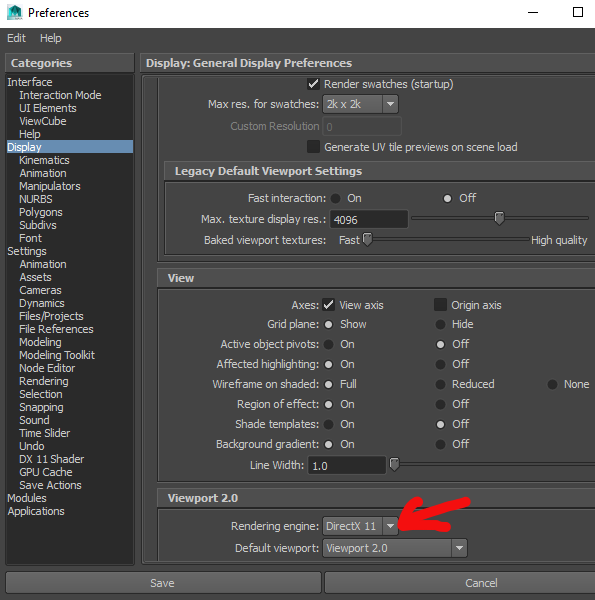 Preferences
Edit Help
Categories
Interface
Interaction Mode
UI Elements
ViewCube
Help
Display
Kinematics
Animation
Manipulators
NURBS
Polygons
Subdivs
Font
Settings
Animation
Assets
Cameras
Dynamics
Files/Projects
File References
Modeling
Modeling Toolkit
Node Editor
Rendering
Selection
Snapping
Sound
Time Slider
Undo
DX 11 Shader
GPU Cache
Save Actions
Modules
Applications
Display: General Display Preferences
Render swatches (startup)
Max res. for swatches: 2k x 2k
Custom Resolution 0
Generate UV tile previews on scene load
Legacy Default Viewport Settings
Fast interaction: On Off
Max. texture display res.: 4096
Baked viewport textures: Fast High quality
View
Axes: View axis Origin axis
Grid plane: Show Hide
Active object pivots: On Off
Affected highlighting: On Off
Wireframe on shaded: Full Reduced None
Region of effect: On Off
Shade templates: On Off
Background gradient: On Off
Line Width: 1.0
Viewport 2.0
Rendering engine: DirectX 11
Default viewport: Viewport 2.0
Save Cancel